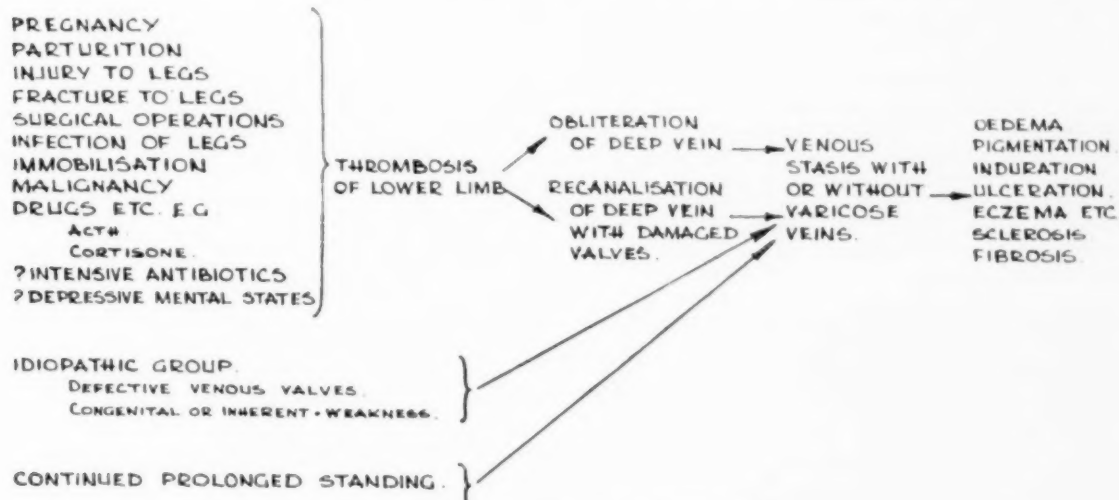 PREGNANCY
PARTURITION
INJURY TO LEGS
FRACTURE TO LEGS
SURGICAL OPERATIONS
INFECTION OF LEGS
IMMOBILISATION
MALIGNANCY
DRUGS ETC. E.G
ACTH.
CORTISONE.
?INTENSIVE ANTIBIOTICS
?DEPRESSIVE MENTAL STATES
THROMBOSIS
OF LOWER LIMB
OBLITERATION
OF DEEP VEIN
RECANALISATION
OF DEEP VEIN
WITH DAMAGED
VALVES.
VENOUS
STASIS WITH
OR WITHOUT
VARICOSE
VEINS.
OEDEMA
PIGMENTATION.
INDURATION
ULCERATION.
ECZEMA ETC
SCLEROSIS
FIBROSIS.
IDIOPATHIC GROUP.
DEFECTIVE VENOUS VALVES.
CONGENITAL OR INHERENT · WEAKNESS.
CONTINUED PROLONGED STANDING.